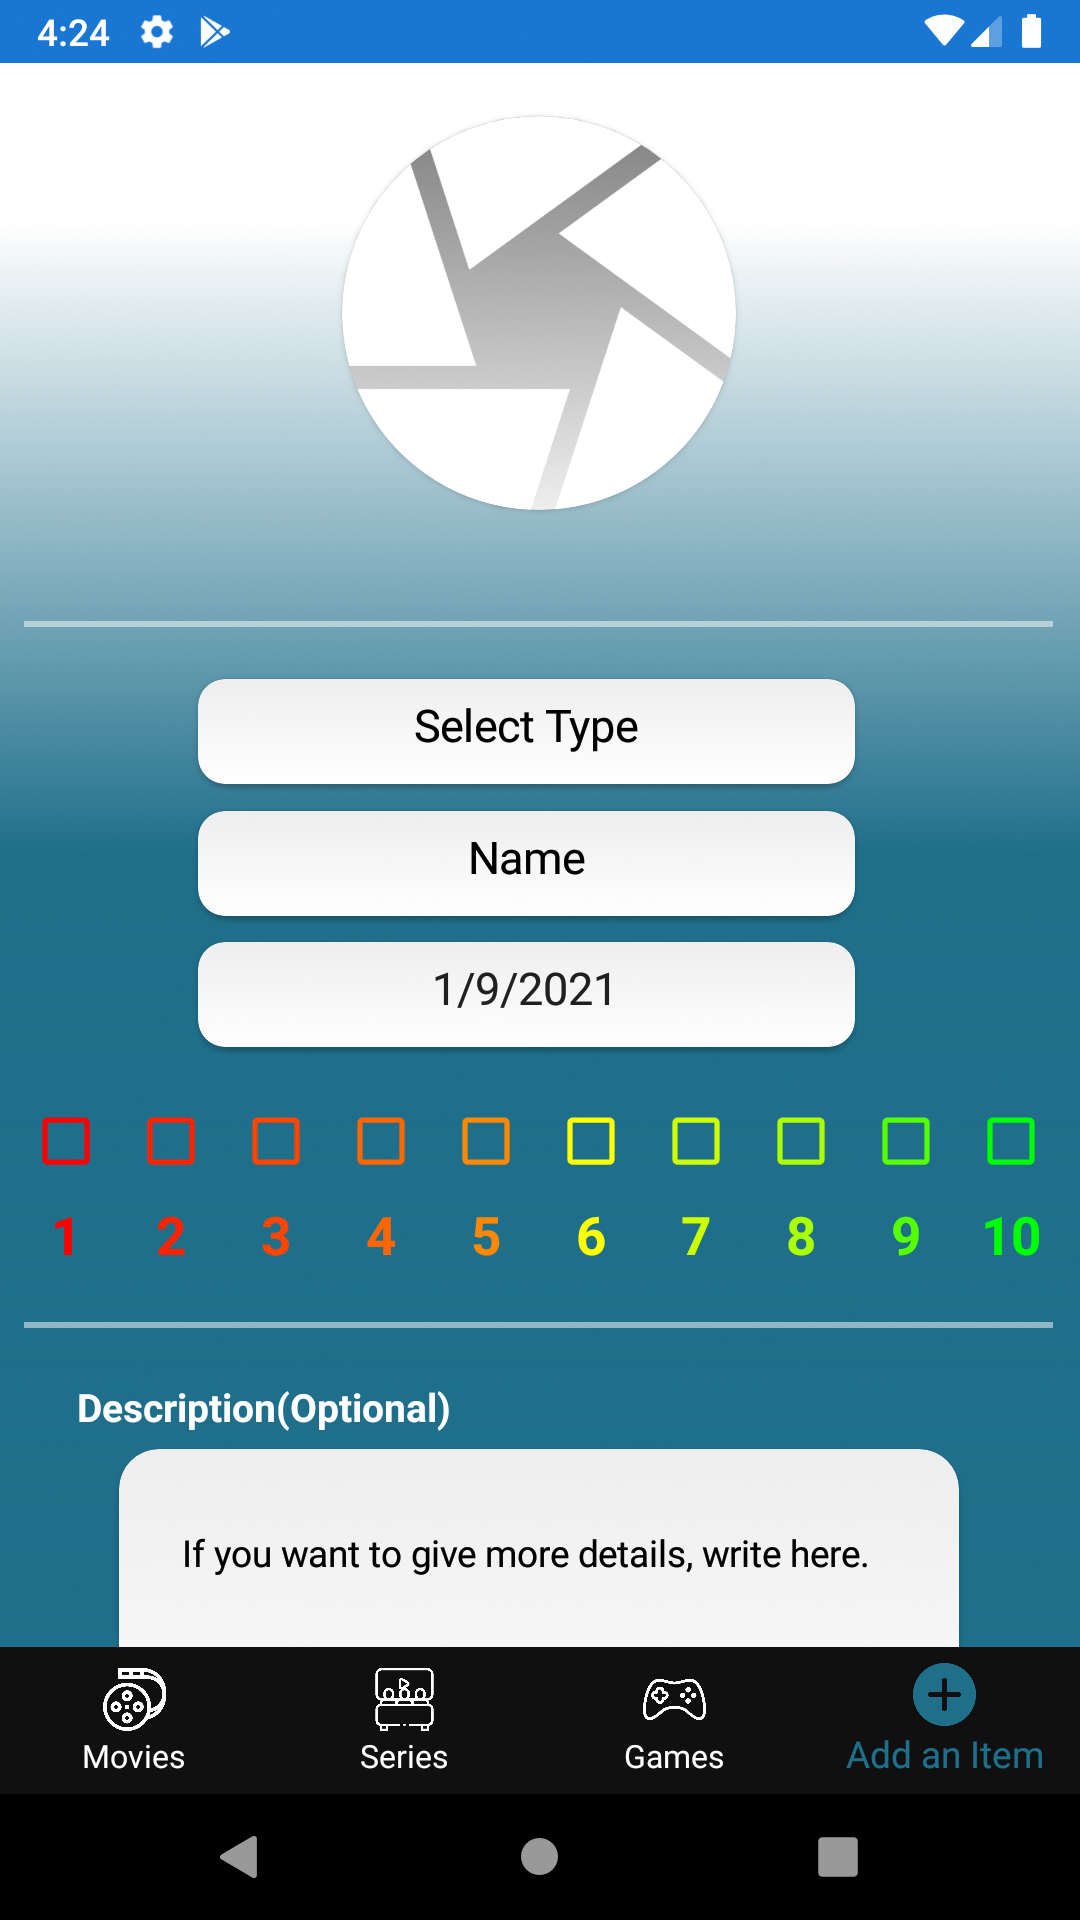 4:24
Select Type
Name
1/9/2021
1 2 3 4 5 6 7 8 9 10
Description(Optional)
If you want to give more details, write here.
Movies Series Games Add an Item